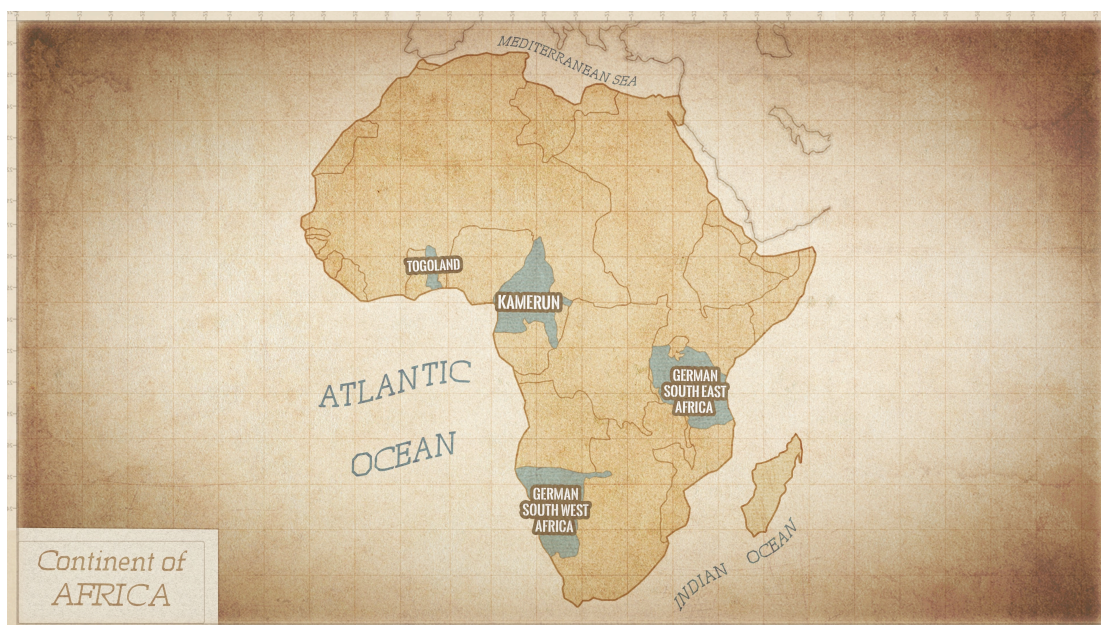 MEDITERRANEAN SEA
TOGOLAND
KAMERUN
ATLANTIC
OCEAN
GERMAN
SOUTH EAST
AFRICA
GERMAN
SOUTH WEST
AFRICA
INDIAN OCEAN
Continent of
AFRICA